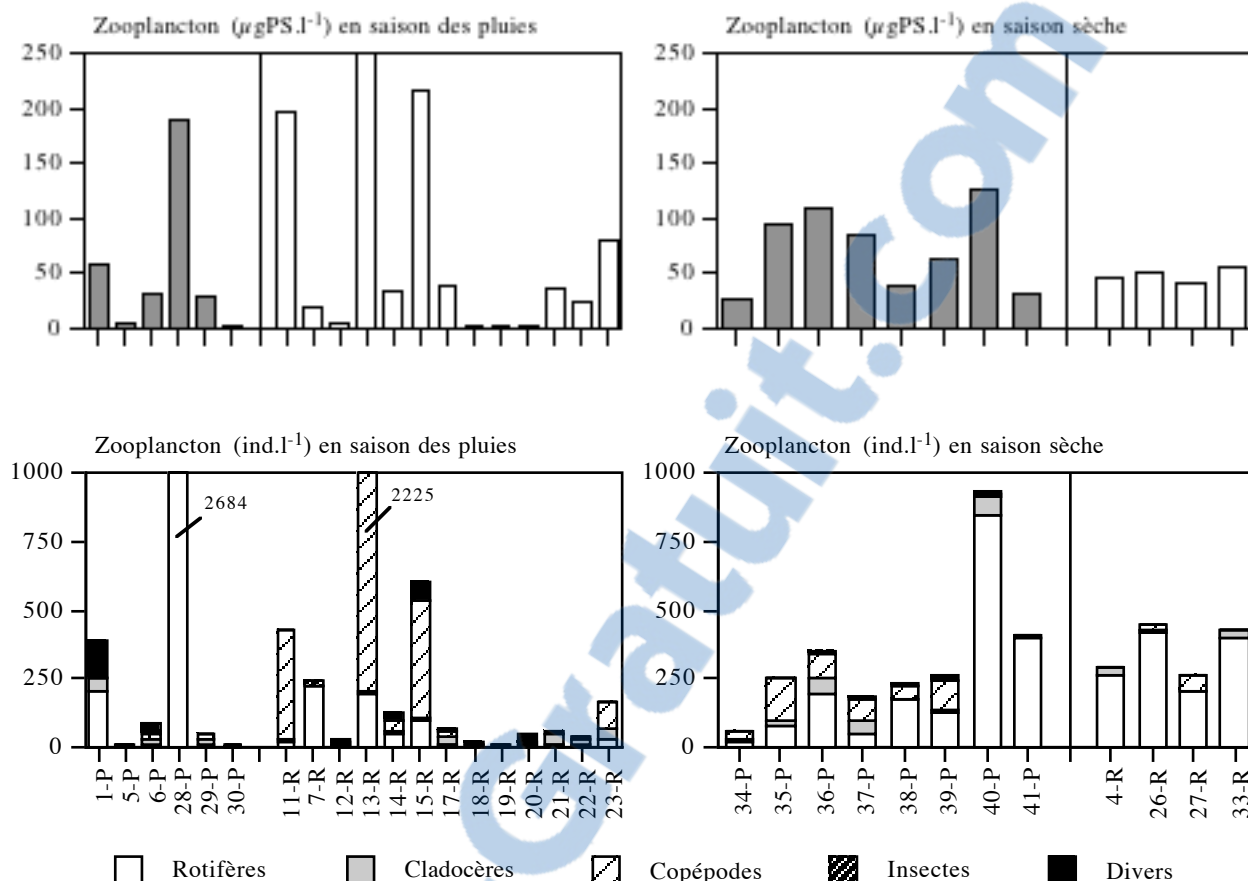 Zooplancton (µgPS.l⁻¹) en saison des pluies
250
200
150
100
50
0
Zooplancton (µgPS.l⁻¹) en saison sèche
250
200
150
100
50
0
Zooplancton (ind.l⁻¹) en saison des pluies
1000
750
500
250
0
2684
2225
1-P
5-P
6-P
28-P
29-P
30-P
11-R
7-R
12-R
13-R
14-R
15-R
17-R
18-R
19-R
20-R
21-R
22-R
23-R
Zooplancton (ind.l⁻¹) en saison sèche
1000
750
500
250
0
34-P
35-P
36-P
37-P
38-P
39-P
40-P
41-P
4-R
26-R
27-R
33-R
Rotifères Cladocères Copépodes Insectes Divers
Gratuit.com